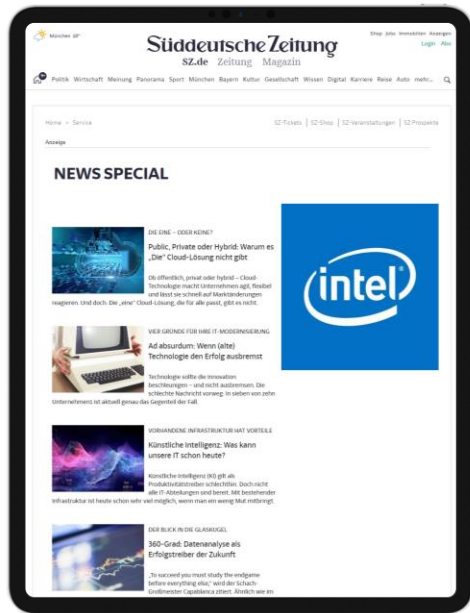 München 18°
Shop Jobs Immobilien Anzeigen
Login Abo
Süddeutsche Zeitung
SZ.de Zeitung Magazin
Politik Wirtschaft Meinung Panorama Sport München Bayern Kultur Gesellschaft Wissen Digital Karriere Reise Auto mehr...
Home > Service
SZ-Tickets | SZ-Shop | SZ-Veranstaltungen | SZ-Prospekte
Anzeige
NEWS SPECIAL
DIE EINE – ODER KEINE?
Public, Private oder Hybrid: Warum es
„Die" Cloud-Lösung nicht gibt
Ob öffentlich, privat oder hybrid – Cloud-
Technologie macht Unternehmen agil, flexibel
und lässt sie schnell auf Marktänderungen
reagieren. Und doch: Die „eine" Cloud-Lösung, die für alle passt, gibt es nicht.
intel
VIER GRÜNDE FÜR IHRE IT-MODERNISIERUNG
Ad absurdum: Wenn (alte)
Technologie den Erfolg ausbremst
Technologie sollte die Innovation
beschleunigen – und nicht ausbremsen. Die
schlechte Nachricht vorweg: In sieben von zehn
Unternehmens ist aktuell genau das Gegenteil der Fall.
VORHANDENE INFRASTRUKTUR HAT VORTEILE
Künstliche Intelligenz: Was kann
unsere IT schon heute?
Künstliche Intelligenz (KI) gilt als
Produktivitätstreiber schlechthin. Doch nicht
alle IT-Abteilungen sind bereit. Mit bestehender
Infrastruktur ist heute schon sehr viel möglich, wenn man ein wenig Mut mitbringt.
DER BLICK IN DIE GLASKUGEL
360-Grad: Datenanalyse als
Erfolgstreiber der Zukunft
„To succeed you must study the endgame
before everything else;" wird der Schach-
Großmeister Capablanca zitiert. Ähnlich wie im